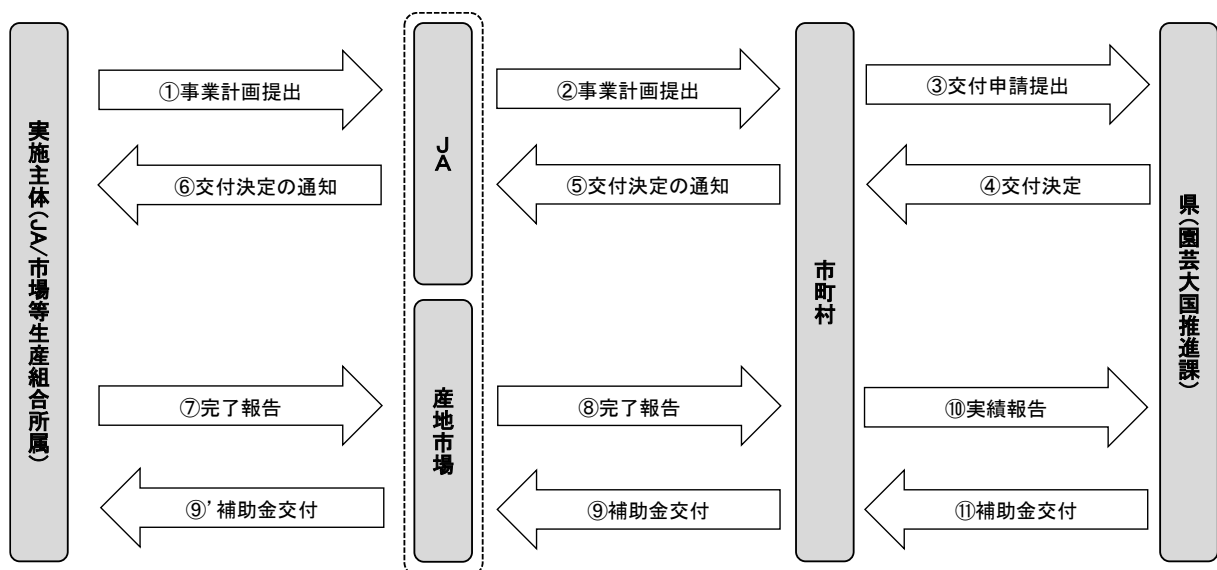 実施主体(JA/市場等生産組合所属)
①事業計画提出
JA
②事業計画提出
市町村
③交付申請提出
県(園芸大国推進課)
⑥交付決定の通知
⑤交付決定の通知
④交付決定
⑦完了報告
産地市場
⑧完了報告
⑩実績報告
⑨'補助金交付
⑨補助金交付
⑪補助金交付